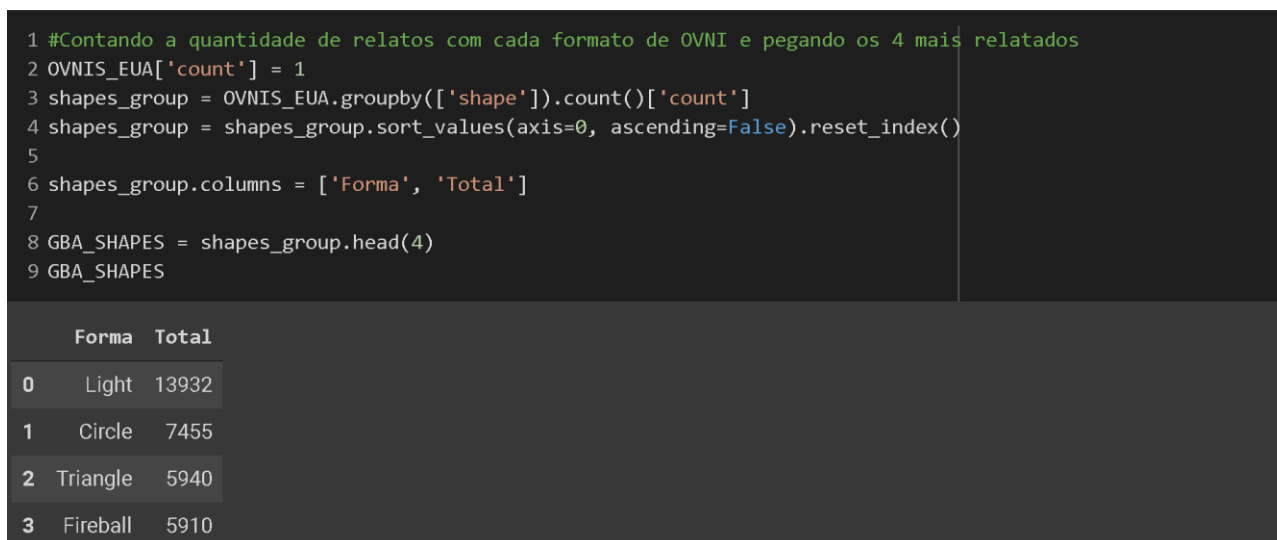 1 #Contando a quantidade de relatos com cada formato de OVNI e pegando os 4 mais relatados
2 OVNIS_EUA['count'] = 1
3 shapes_group = OVNIS_EUA.groupby(['shape']).count()['count']
4 shapes_group = shapes_group.sort_values(axis=0, ascending=False).reset_index()
5
6 shapes_group.columns = ['Forma', 'Total']
7
8 GBA_SHAPES = shapes_group.head(4)
9 GBA_SHAPES
Forma Total
0 Light 13932
1 Circle 7455
2 Triangle 5940
3 Fireball 5910